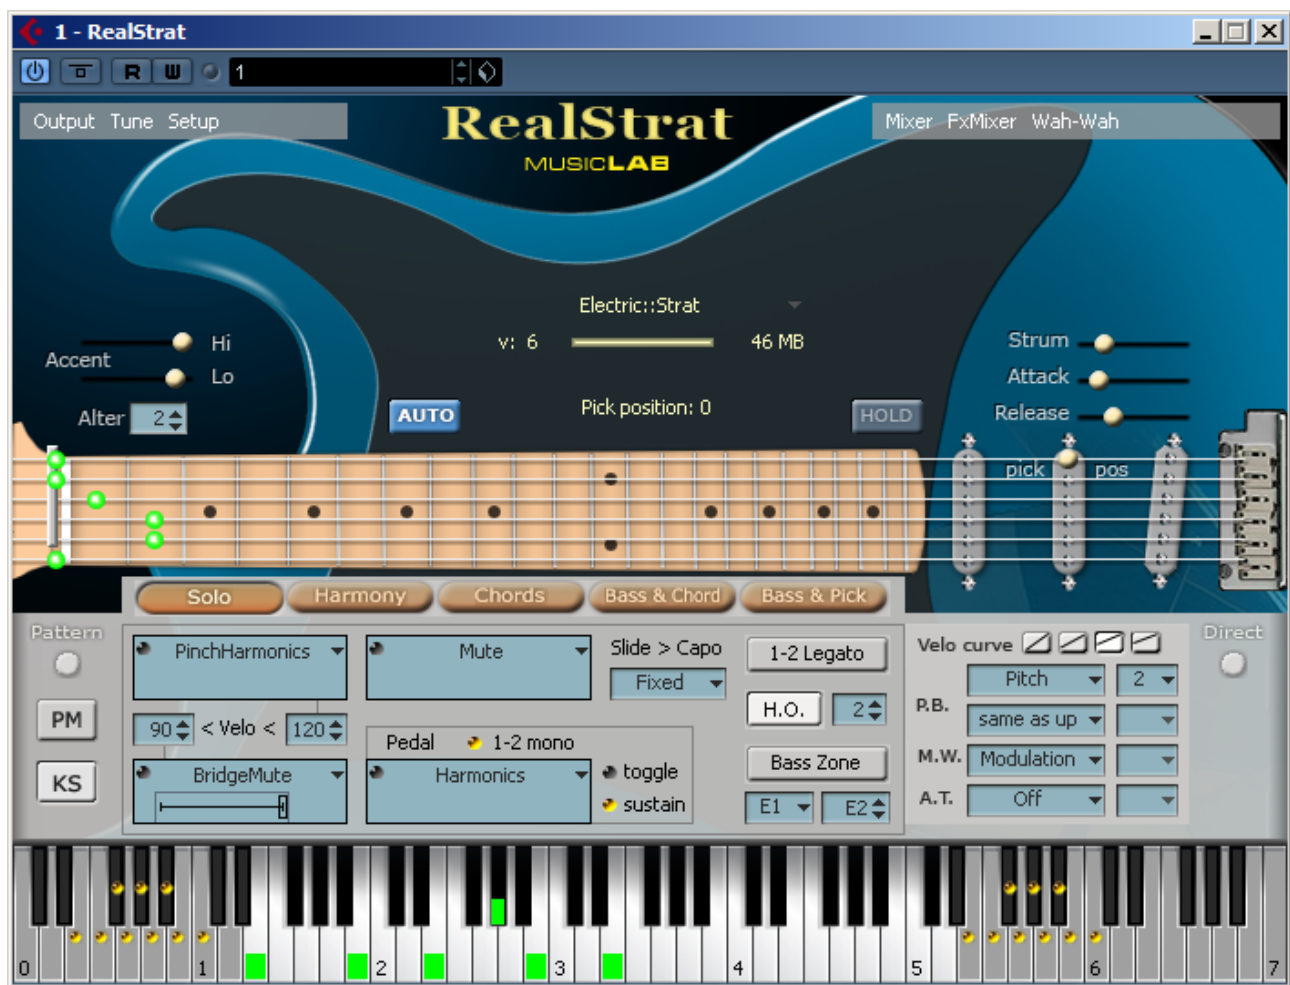 1 - RealStrat
R W 1
Output Tune Setup
RealStrat
MUSICLAB
Mixer FxMixer Wah-Wah
Electric::Strat
v: 6 46 MB
Accent Hi
Lo
Alter 2
AUTO
Pick position: 0
HOLD
Strum
Attack
Release
pick pos
Solo Harmony Chords Bass & Chord Bass & Pick
Pattern
PM
KS
PinchHarmonics
90 < Velo < 120
BridgeMute
Mute
Pedal 1-2 mono
Harmonics
toggle
sustain
Slide > Capo
Fixed
1-2 Legato
H.O. 2
Bass Zone
E1 E2
Velo curve
Pitch 2
P.B.
same as up
M.W. Modulation
A.T. Off
Direct
0 1 2 3 4 5 6 7